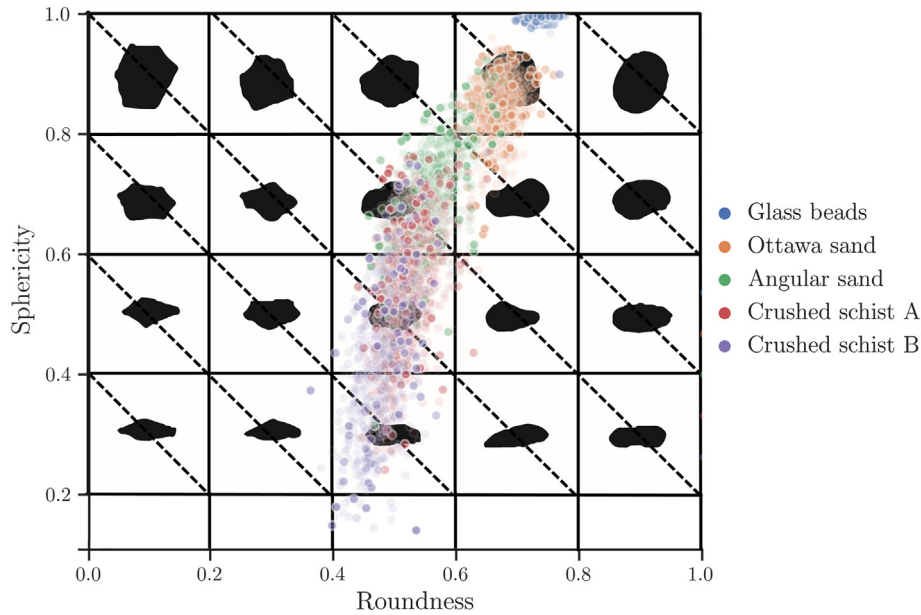 1.0
0.8
0.6
0.4
0.2
Sphericity
0.0
0.2
0.4
0.6
0.8
1.0
Roundness
Glass beads
Ottawa sand
Angular sand
Crushed schist A
Crushed schist B